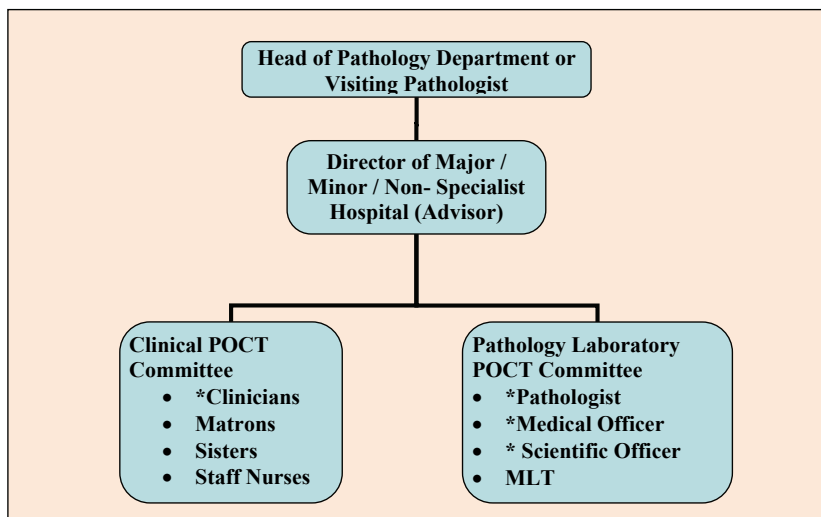 Head of Pathology Department or
Visiting Pathologist
Director of Major /
Minor / Non- Specialist
Hospital (Advisor)
Clinical POCT
Committee
• *Clinicians
• Matrons
• Sisters
• Staff Nurses
Pathology Laboratory
POCT Committee
• *Pathologist
• *Medical Officer
• * Scientific Officer
• MLT